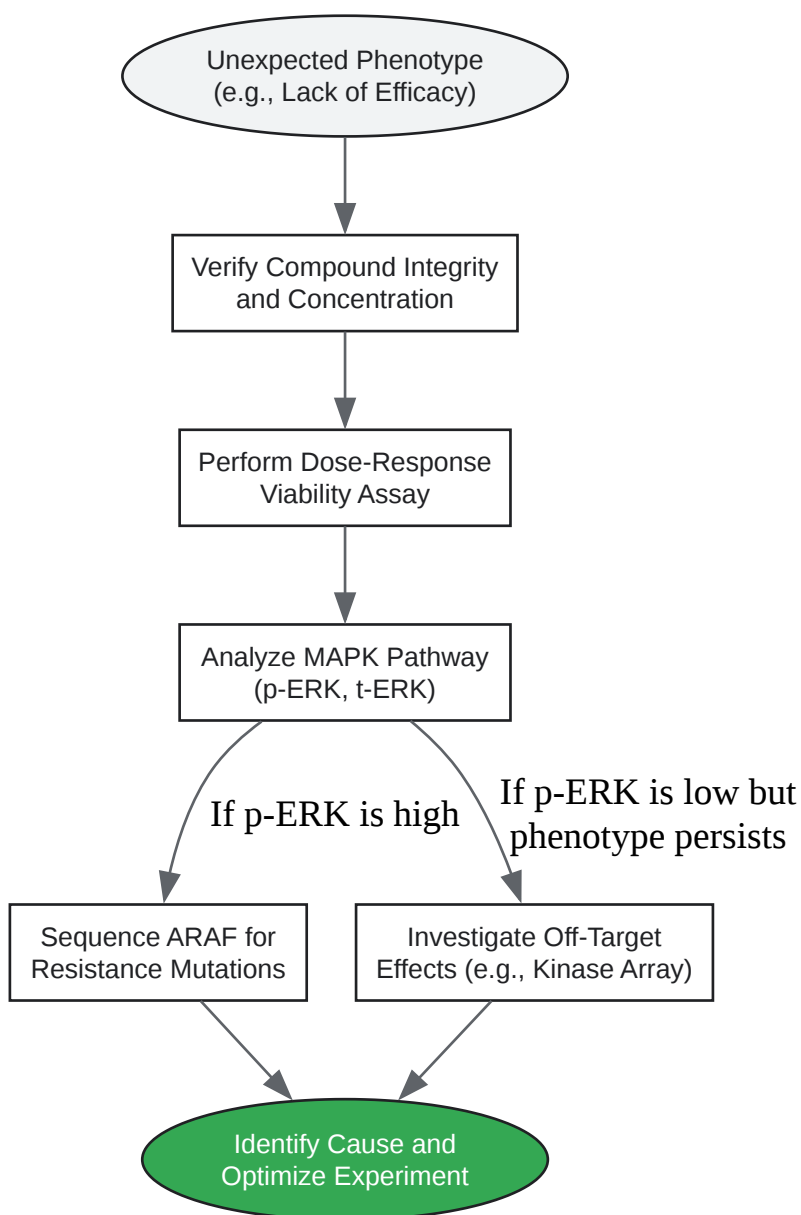 Unexpected Phenotype
(e.g., Lack of Efficacy)
Verify Compound Integrity
and Concentration
Perform Dose-Response
Viability Assay
Analyze MAPK Pathway
(p-ERK, t-ERK)
If p-ERK is high
If p-ERK is low but
phenotype persists
Sequence ARAF for
Resistance Mutations
Investigate Off-Target
Effects (e.g., Kinase Array)
Identify Cause and
Optimize Experiment